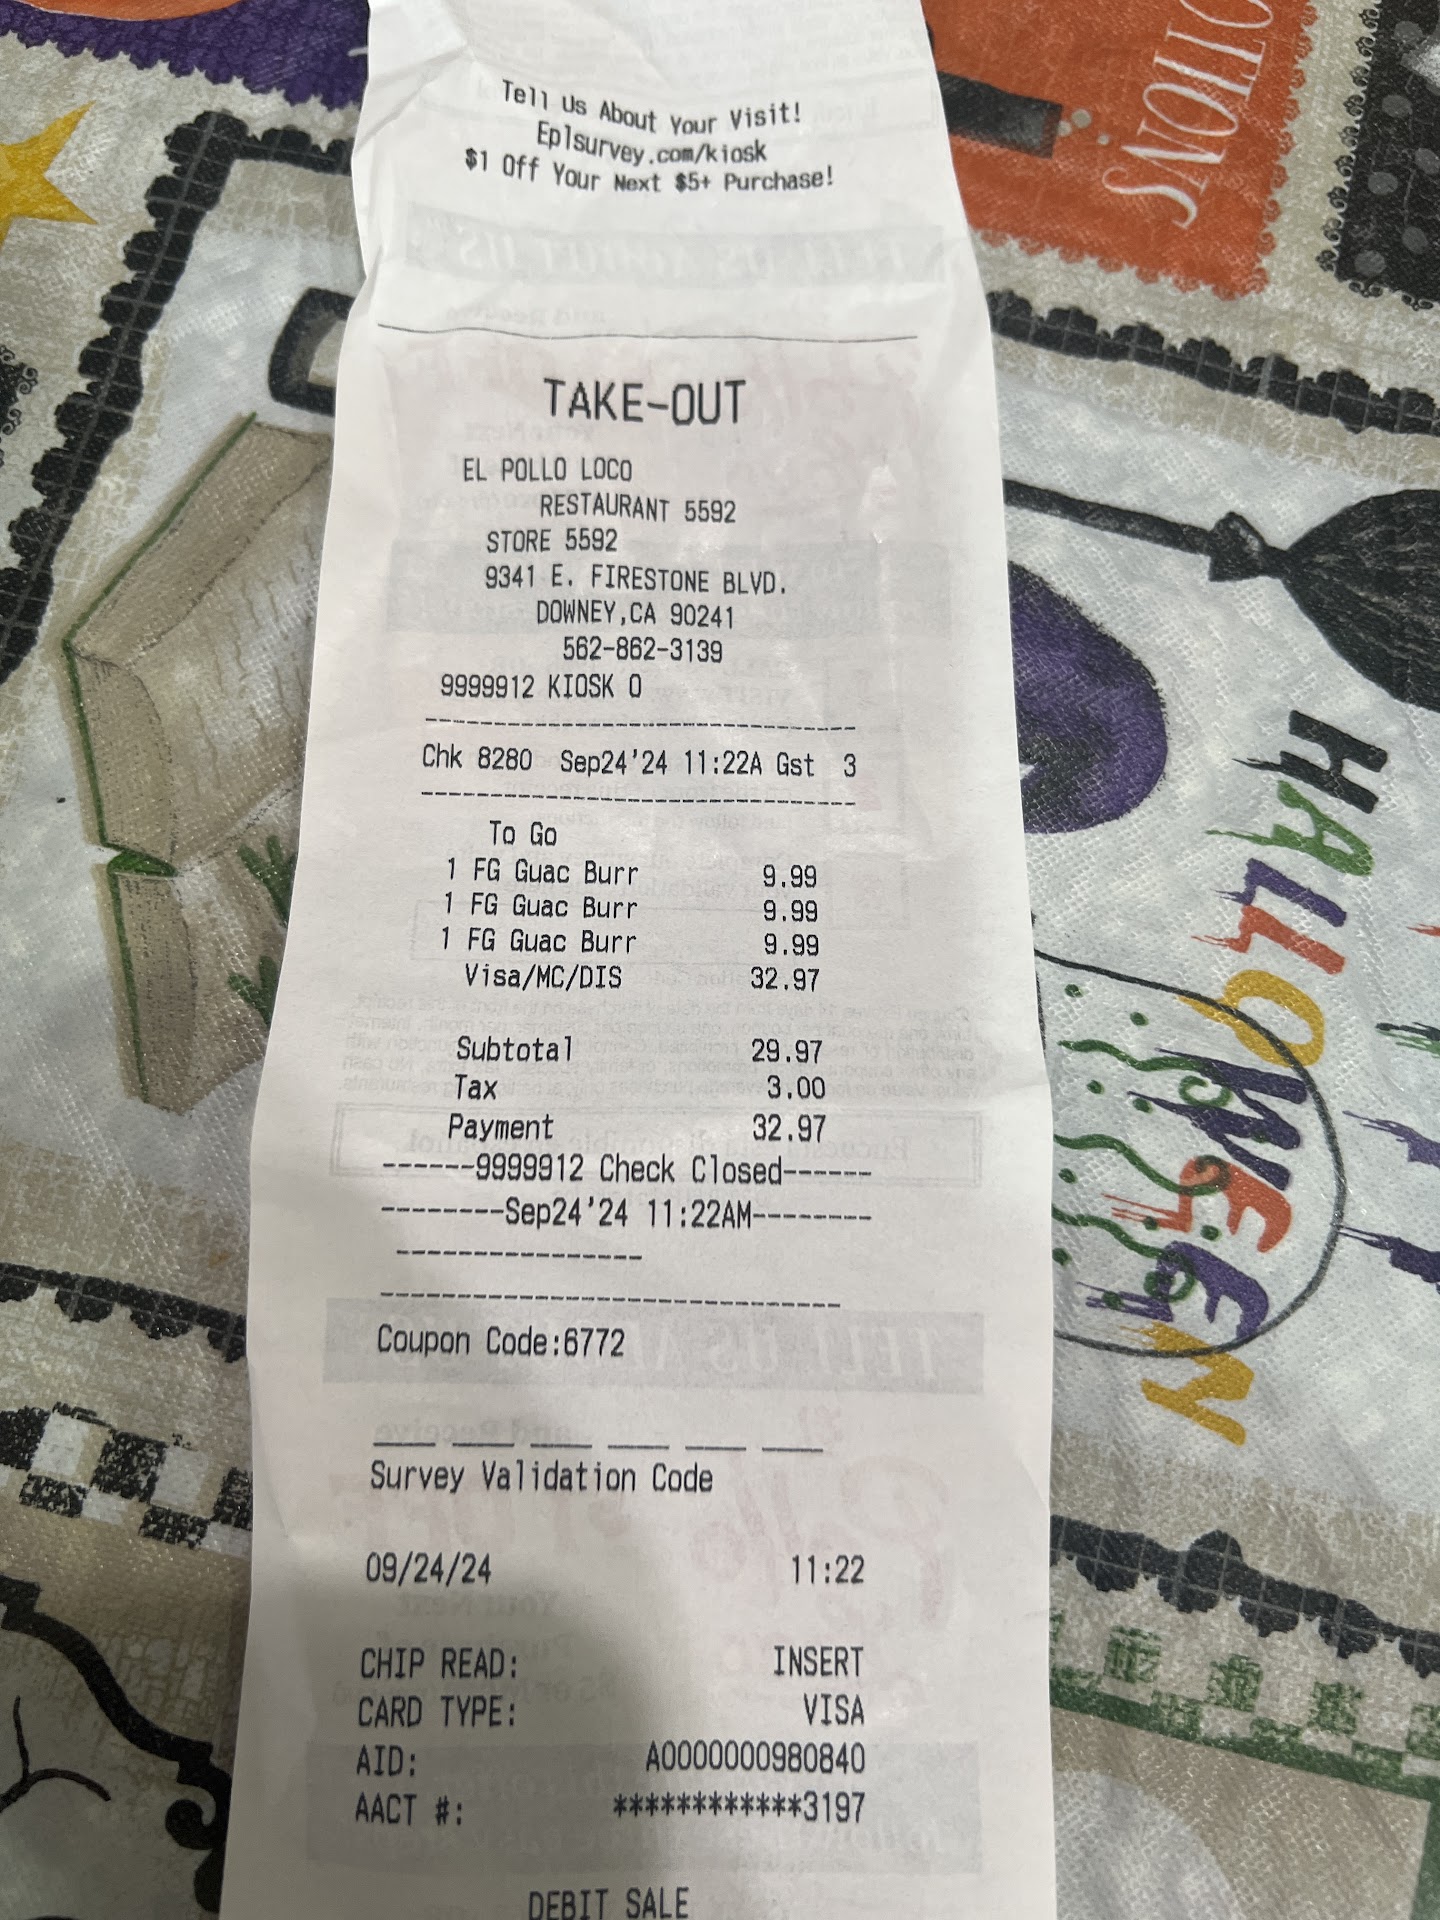 Tell Us About Your Visit!
Eplsurvey.com/kiosk
$1 Off Your Next $5+ Purchase!
TAKE-OUT
EL POLLO LOCO
RESTAURANT 5592
STORE 5592
9341 E. FIRESTONE BLVD.
DOWNEY,CA 90241
562-862-3139
9999912 KIOSK O
Chk 8280 Sep24'24 11:22A Gst 3
To Go
1 FG Guac Burr 9.99
1 FG Guac Burr 9.99
1 FG Guac Burr 9.99
Visa/MC/DIS 32.97
Subtotal 29.97
Tax 3.00
Payment 32.97
------9999912 Check Closed------
--------Sep24'24 11:22AM--------
Coupon Code:6772
Survey Validation Code
09/24/24 11:22
CHIP READ: INSERT
CARD TYPE: VISA
AID: A0000000980840
AACT #: ************3197
DEBIT SALE
HALLOWEEN